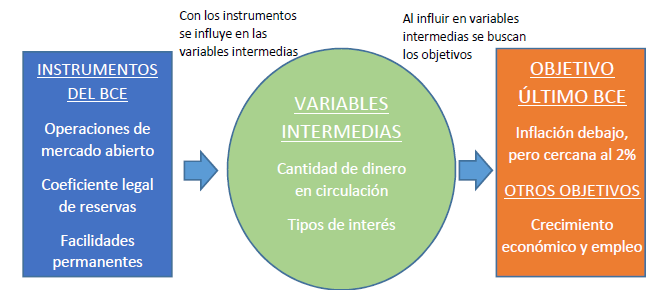 Con los instrumentos
se influye en las
variables intermedias
Al influir en variables
intermedias se buscan
los objetivos
INSTRUMENTOS
DEL BCE
Operaciones de
mercado abierto
Coeficiente legal
de reservas
Facilidades
permanentes
VARIABLES
INTERMEDIAS
Cantidad de dinero
en circulación
Tipos de interés
OBJETIVO
ÚLTIMO BCE
Inflación debajo,
pero cercana al 2%
OTROS OBJETIVOS
Crecimiento
económico y empleo